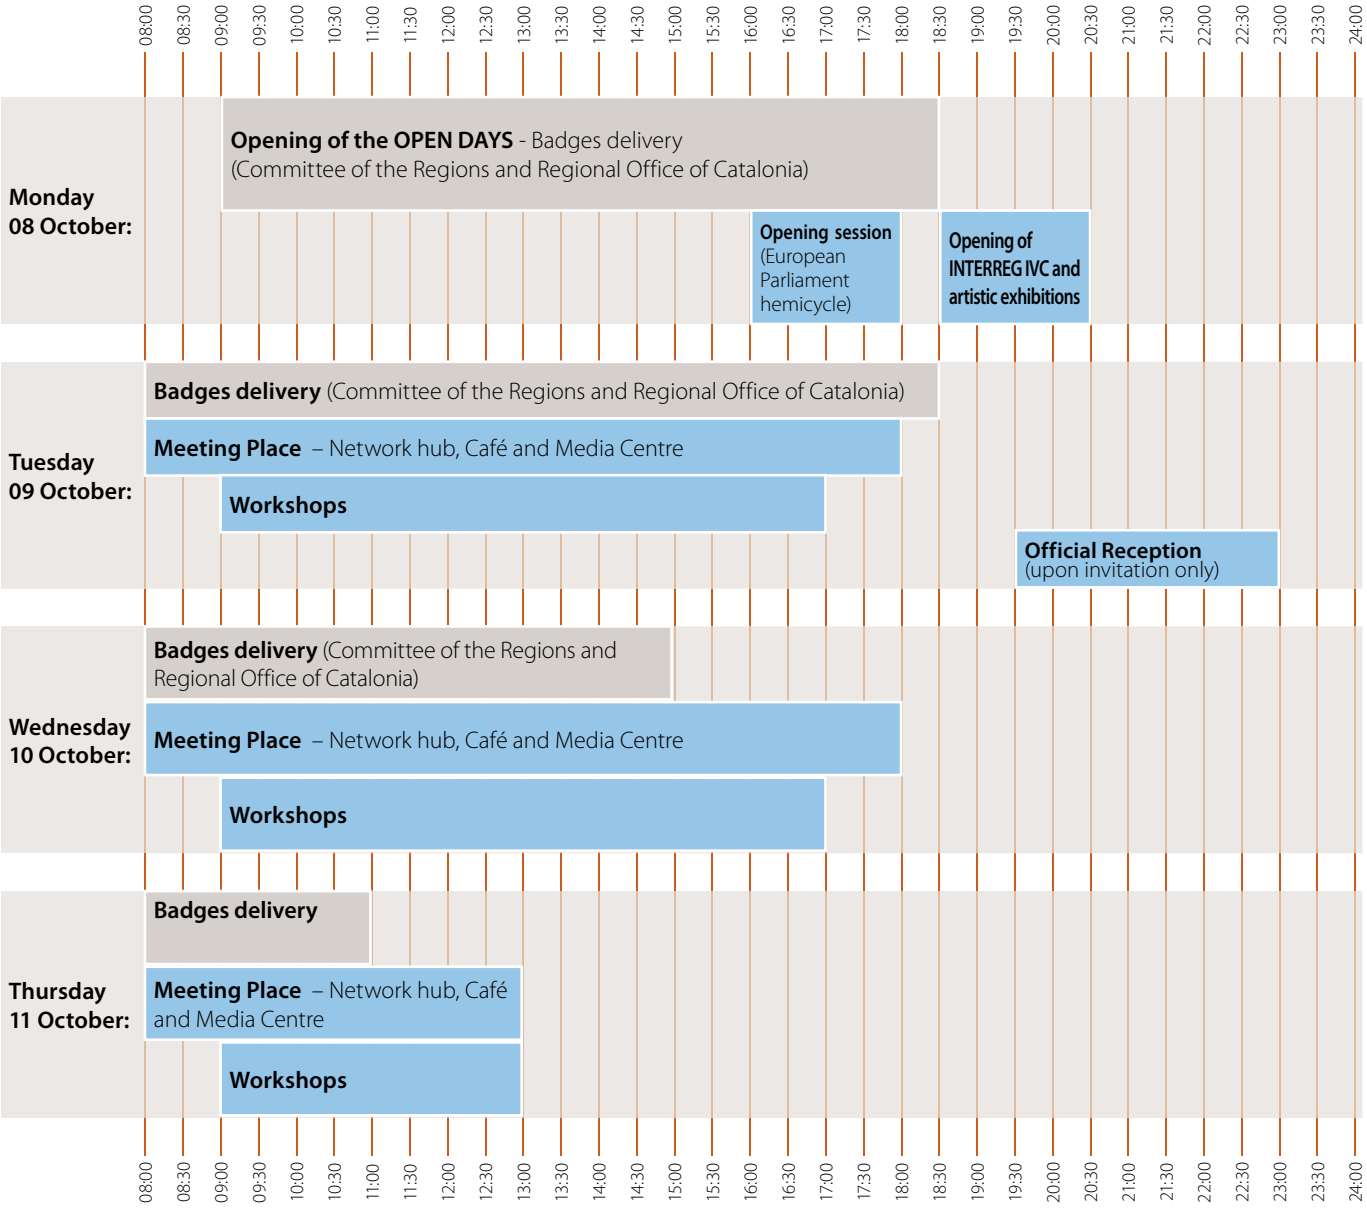 08:00
08:30
09:00
09:30
10:00
10:30
11:00
11:30
12:00
12:30
13:00
13:30
14:00
14:30
15:00
15:30
16:00
16:30
17:00
17:30
18:00
18:30
19:00
19:30
20:00
20:30
21:00
21:30
22:00
22:30
23:00
23:30
24:00
Monday
08 October:
Opening of the OPEN DAYS - Badges delivery
(Committee of the Regions and Regional Office of Catalonia)
Opening session
(European
Parliament
hemicycle)
Opening of
INTERREG IVC and
artistic exhibitions
Tuesday
09 October:
Badges delivery (Committee of the Regions and Regional Office of Catalonia)
Meeting Place – Network hub, Café and Media Centre
Workshops
Official Reception
(upon invitation only)
Wednesday
10 October:
Badges delivery (Committee of the Regions and
Regional Office of Catalonia)
Meeting Place – Network hub, Café and Media Centre
Workshops
Thursday
11 October:
Badges delivery
Meeting Place – Network hub, Café
and Media Centre
Workshops
08:00
08:30
09:00
09:30
10:00
10:30
11:00
11:30
12:00
12:30
13:00
13:30
14:00
14:30
15:00
15:30
16:00
16:30
17:00
17:30
18:00
18:30
19:00
19:30
20:00
20:30
21:00
21:30
22:00
22:30
23:00
23:30
24:00